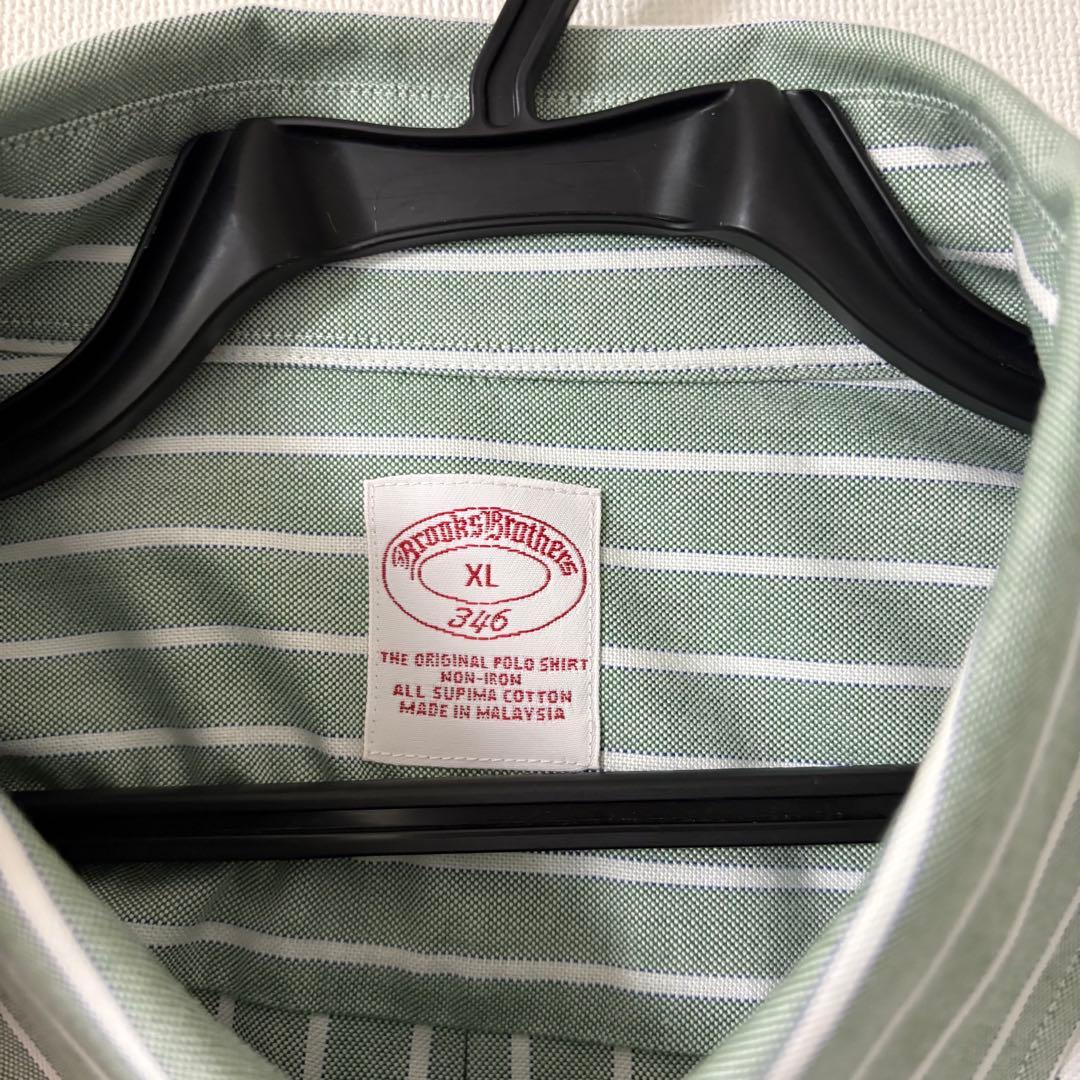 Brooks Brothers
XL
346
THE ORIGINAL POLO SHIRT
NON-IRON
ALL SUPIMA COTTON
MADE IN MALAYSIA